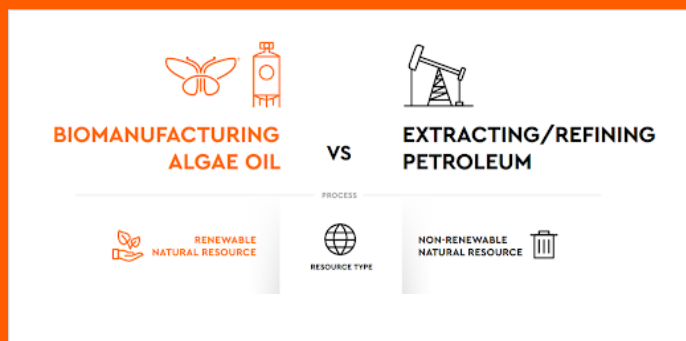 BIOMANUFACTURING
ALGAE OIL
VS
EXTRACTING/REFINING
PETROLEUM
PROCESS
RENEWABLE
NATURAL RESOURCE
RESOURCE TYPE
NON-RENEWABLE
NATURAL RESOURCE